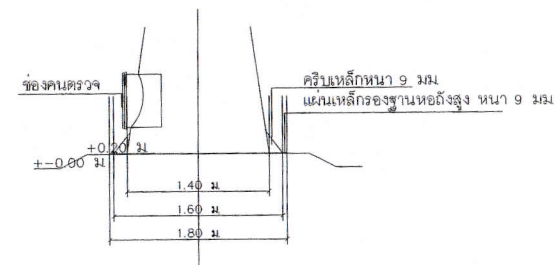 ช่องคนตรวจ
ครีบเหล็กหนา 9 มม
แผ่นเหล็กรองฐานหอถังสูง หนา 9 มม
+0.20 ม
+-0.00 ม
1.40 ม.
1.60 ม.
1.80 ม.